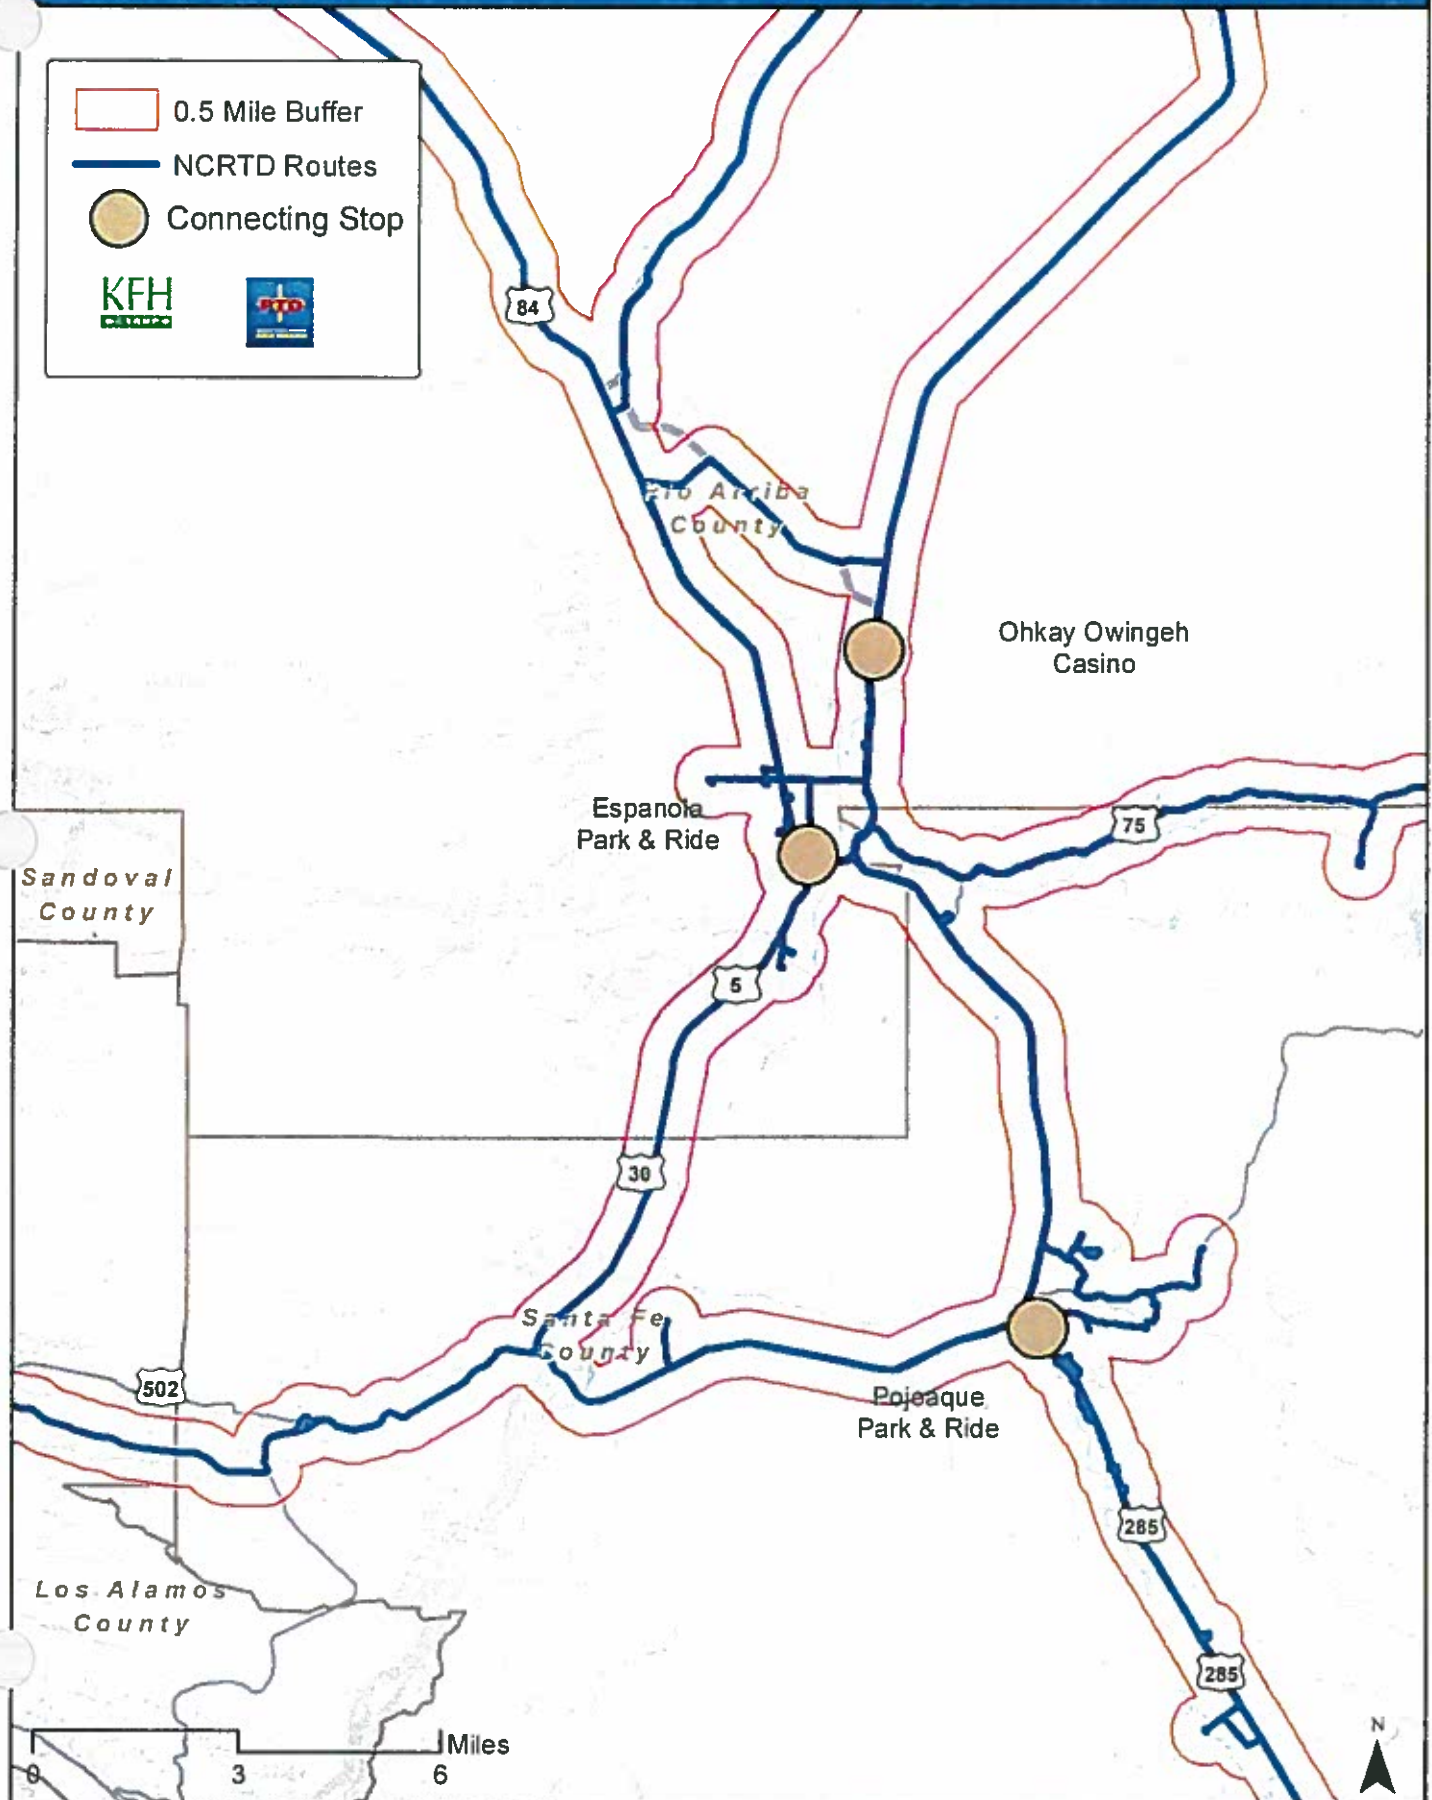 0.5 Mile Buffer
NCRTD Routes
Connecting Stop
KFH
RTD
84
Rio Arriba
County
Ohkay Owingeh
Casino
Espanola
Park & Ride
75
Sandoval
County
5
30
Santa Fe
County
502
Pojoaque
Park & Ride
285
Los Alamos
County
285
Miles
0 3 6
N